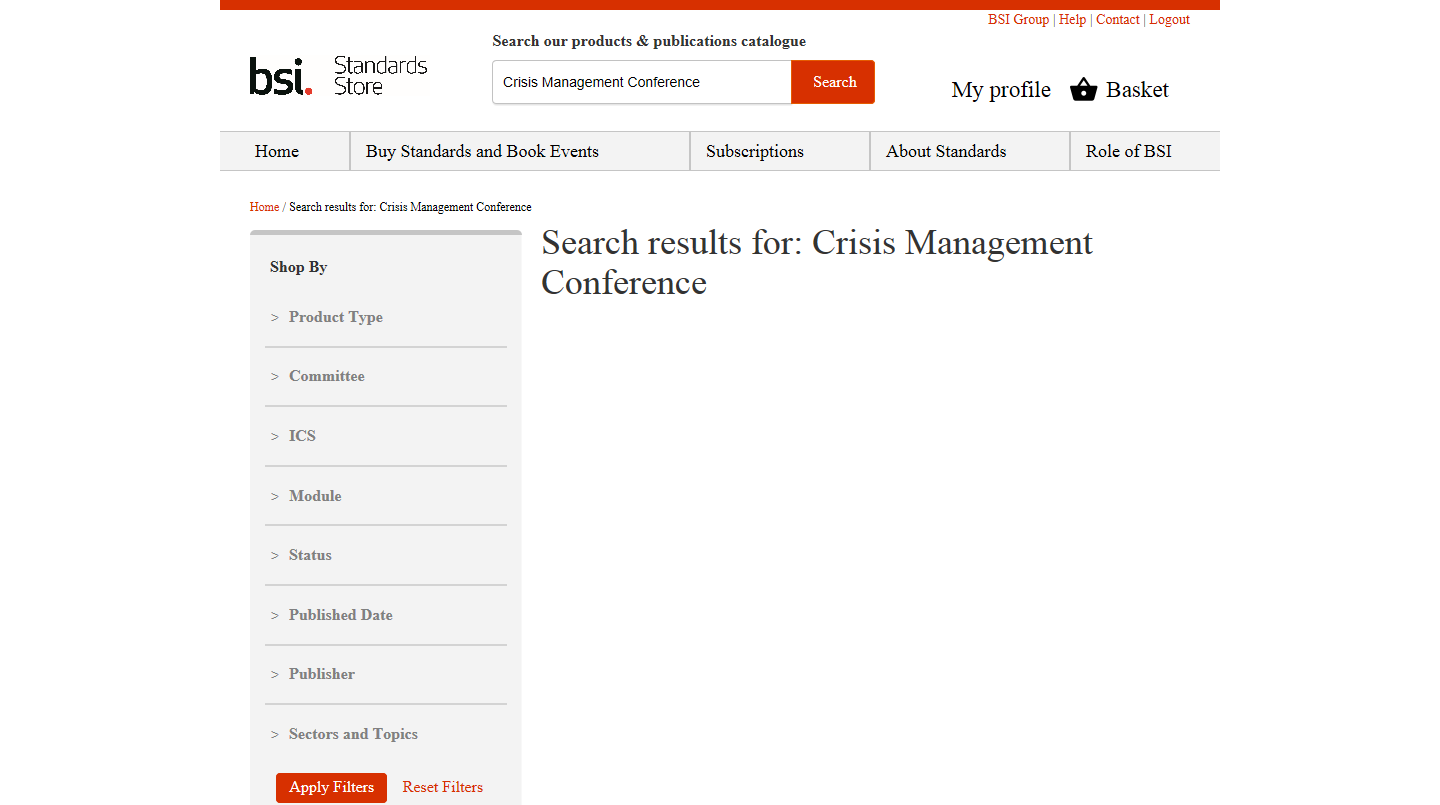 BSI Group | Help | Contact | Logout
Search our products & publications catalogue
bsi. Standards Store
Crisis Management Conference
Search
My profile
Basket
Home
Buy Standards and Book Events
Subscriptions
About Standards
Role of BSI
Home / Search results for: Crisis Management Conference
Search results for: Crisis Management
Conference
Shop By
> Product Type
> Committee
> ICS
> Module
> Status
> Published Date
> Publisher
> Sectors and Topics
Apply Filters
Reset Filters